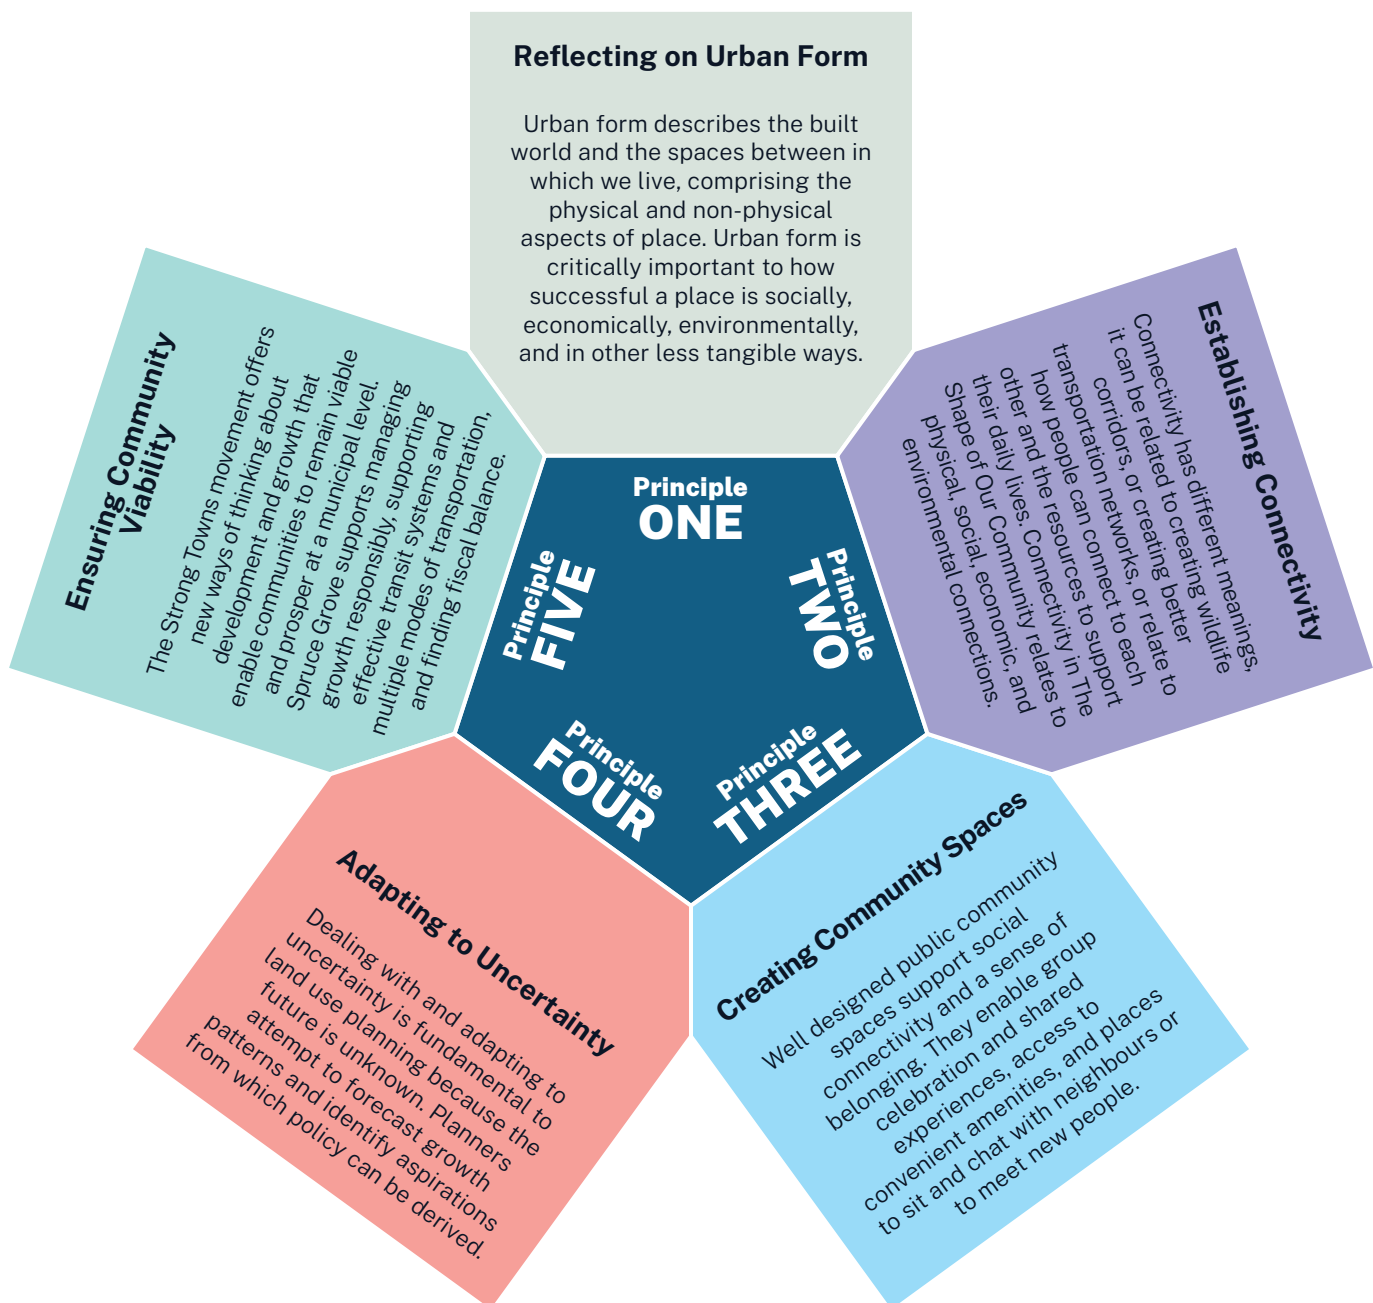 Reflecting on Urban Form
Urban form describes the built
world and the spaces between in
which we live, comprising the
physical and non-physical
aspects of place. Urban form is
critically important to how
successful a place is socially,
economically, environmentally,
and in other less tangible ways.
Principle
ONE
Establishing Connectivity
Connectivity has different meanings,
it can be related to creating wildlife
corridors, or creating better
transportation networks, or relate to
how people can connect to each
other and the resources to support
their daily lives. Connectivity in The
Shape of Our Community relates to
physical, social, economic, and
environmental connections.
Principle
TWO
Creating Community Spaces
Well designed public community
spaces support social
connectivity and a sense of
belonging. They enable group
celebration and shared
experiences, access to
convenient amenities, and places
to sit and chat with neighbours or
to meet new people.
Principle
THREE
Adapting to Uncertainty
Dealing with and adapting to
uncertainty is fundamental to
land use planning because the
future is unknown. Planners
attempt to forecast growth
patterns and identify aspirations
from which policy can be derived.
Principle
FOUR
Ensuring Community
Viability
The Strong Towns movement offers
new ways of thinking about
development and growth that
enable communities to remain viable
and prosper at a municipal level.
Spruce Grove supports managing
growth responsibly, supporting
effective transit systems and
multiple modes of transportation,
and finding fiscal balance.
Principle
FIVE